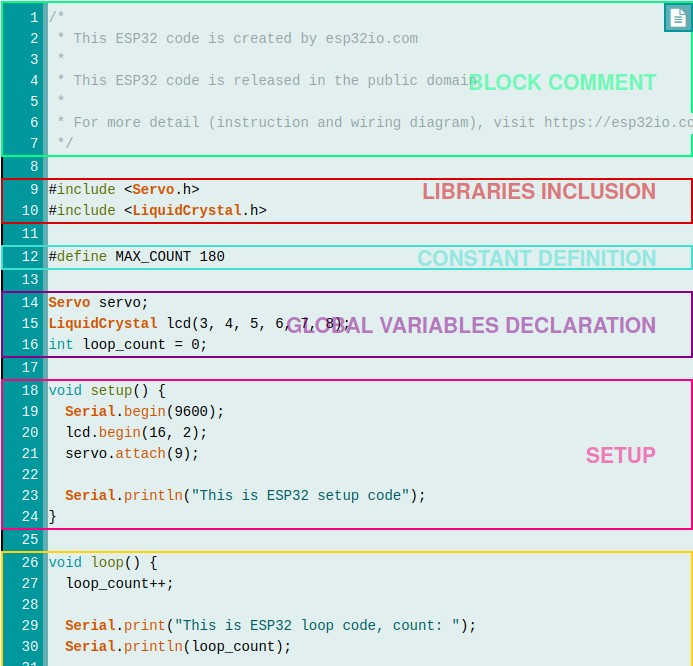 1 /*
2  * This ESP32 code is created by esp32io.com
3  *
4  * This ESP32 code is released in the public domain
BLOCK COMMENT
5  *
6  * For more detail (instruction and wiring diagram), visit https://esp32io.co
7  */
8
9 #include <Servo.h>
LIBRARIES INCLUSION
10 #include <LiquidCrystal.h>
11
12 #define MAX_COUNT 180
CONSTANT DEFINITION
13
14 Servo servo;
15 LiquidCrystal lcd(3, 4, 5, 6, 7, 8);
GLOBAL VARIABLES DECLARATION
16 int loop_count = 0;
17
18 void setup() {
19   Serial.begin(9600);
20   lcd.begin(16, 2);
21   servo.attach(9);
SETUP
22
23   Serial.println("This is ESP32 setup code");
24 }
25
26 void loop() {
27   loop_count++;
28
29   Serial.print("This is ESP32 loop code, count: ");
30   Serial.println(loop_count);
31